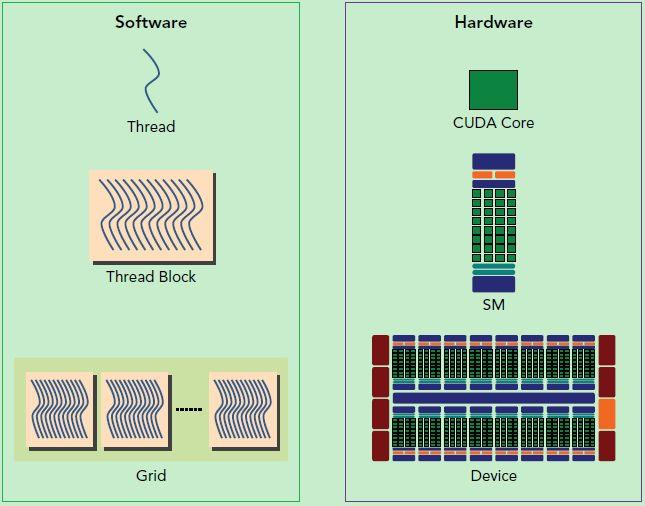 Software
Thread
Thread Block
Grid
Hardware
CUDA Core
SM
Device